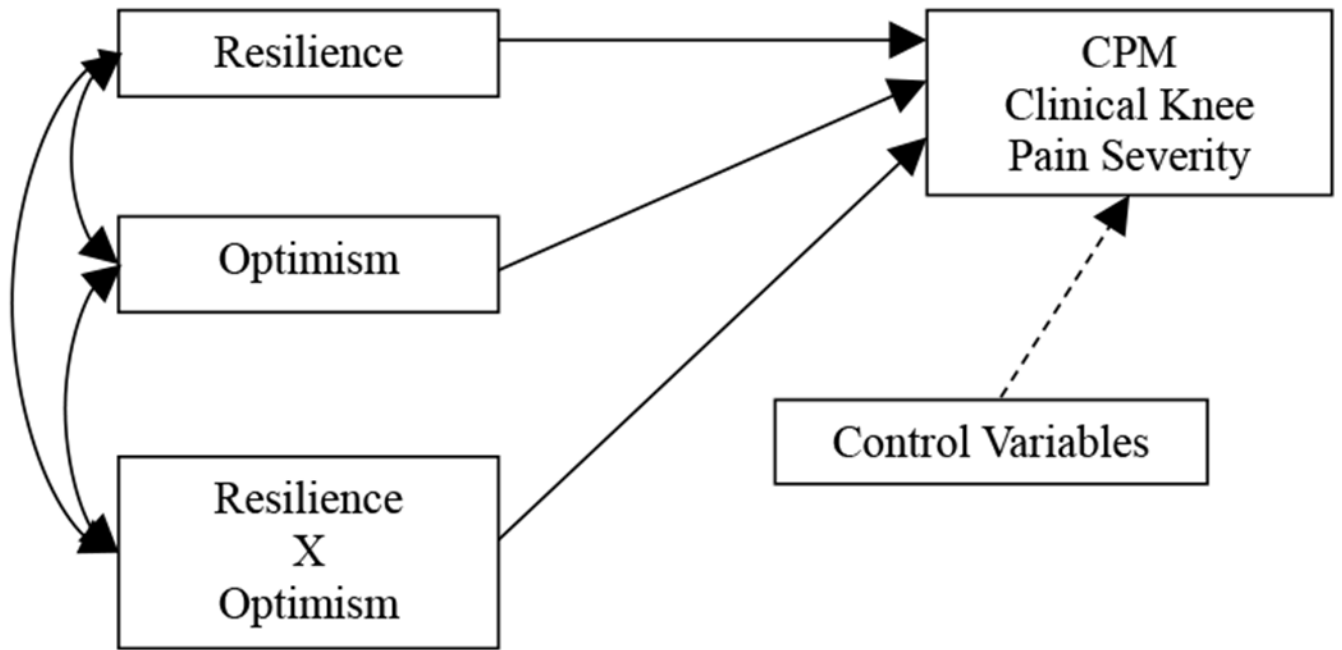 Resilience
CPM
Clinical Knee
Pain Severity
Optimism
Control Variables
Resilience
X
Optimism